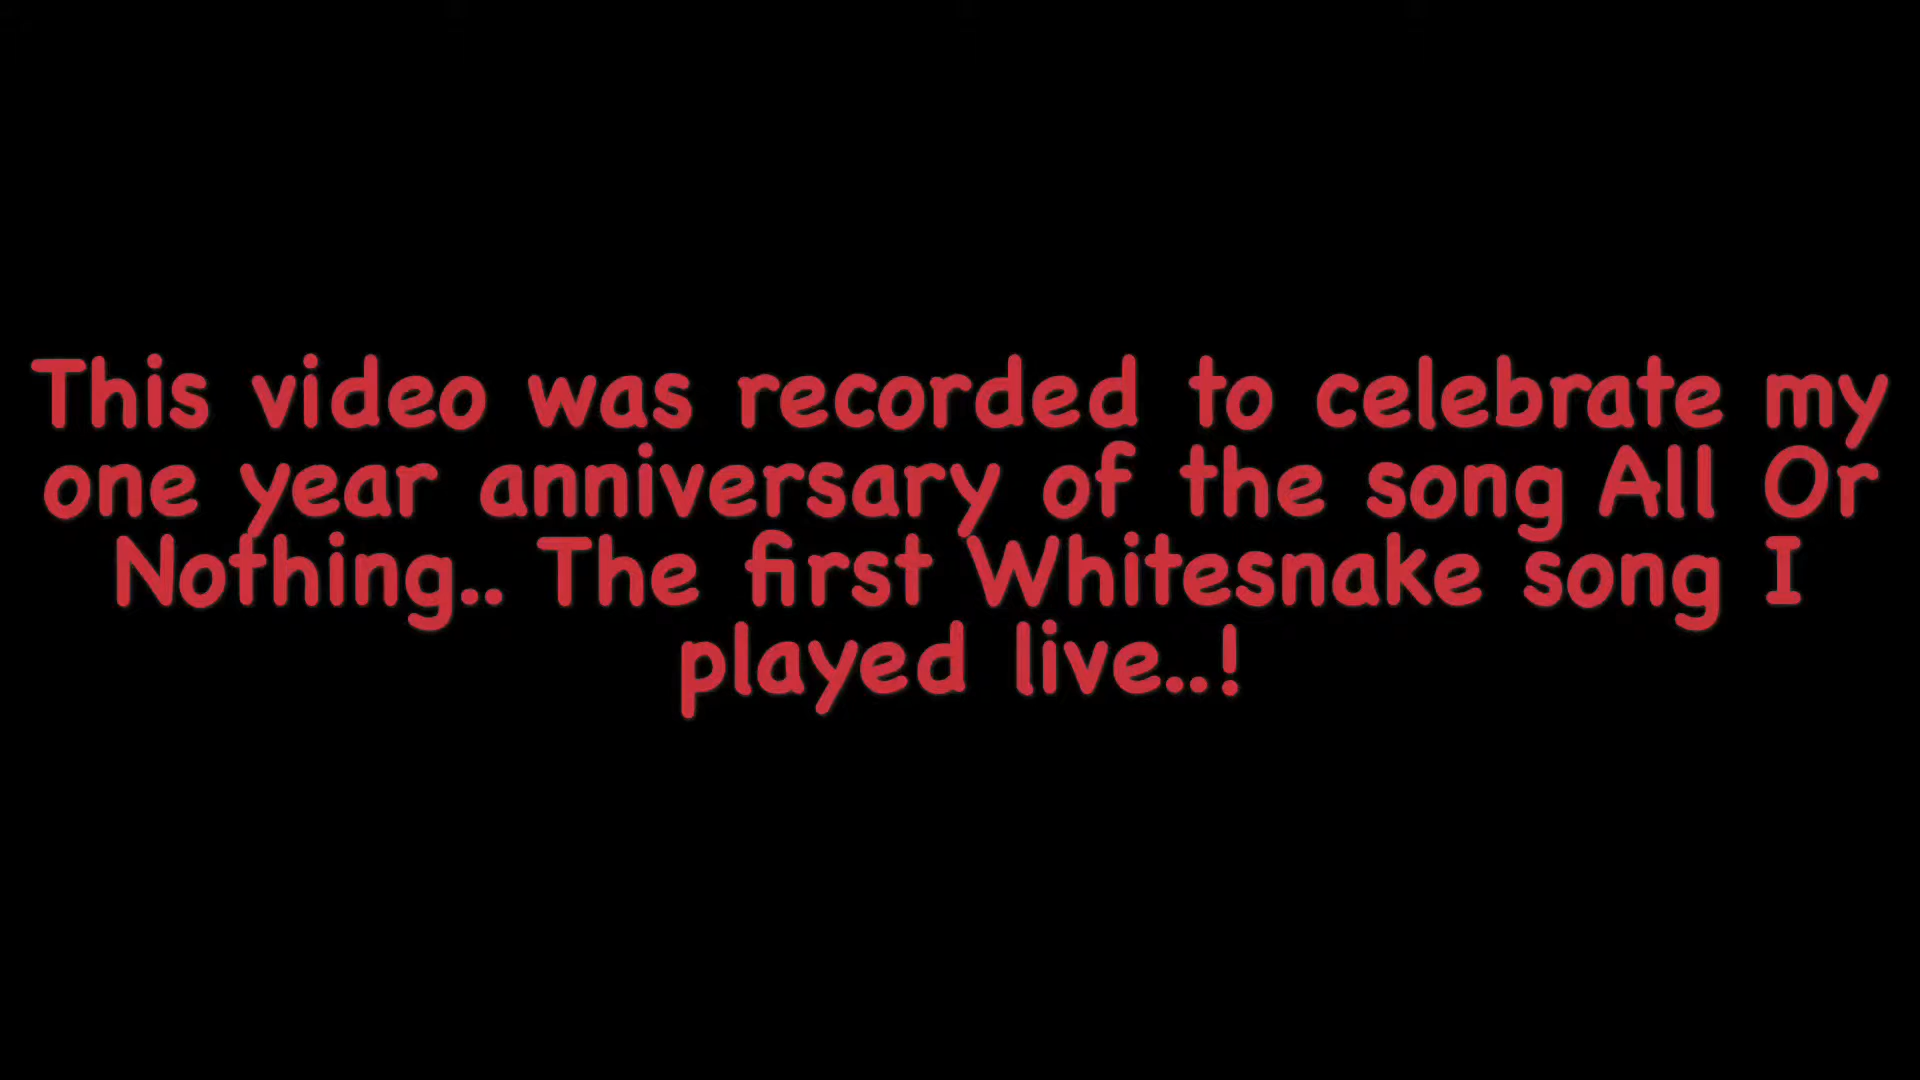 This video was recorded to celebrate my
one year anniversary of the song All Or
Nothing.. The first Whitesnake song I
played live..!